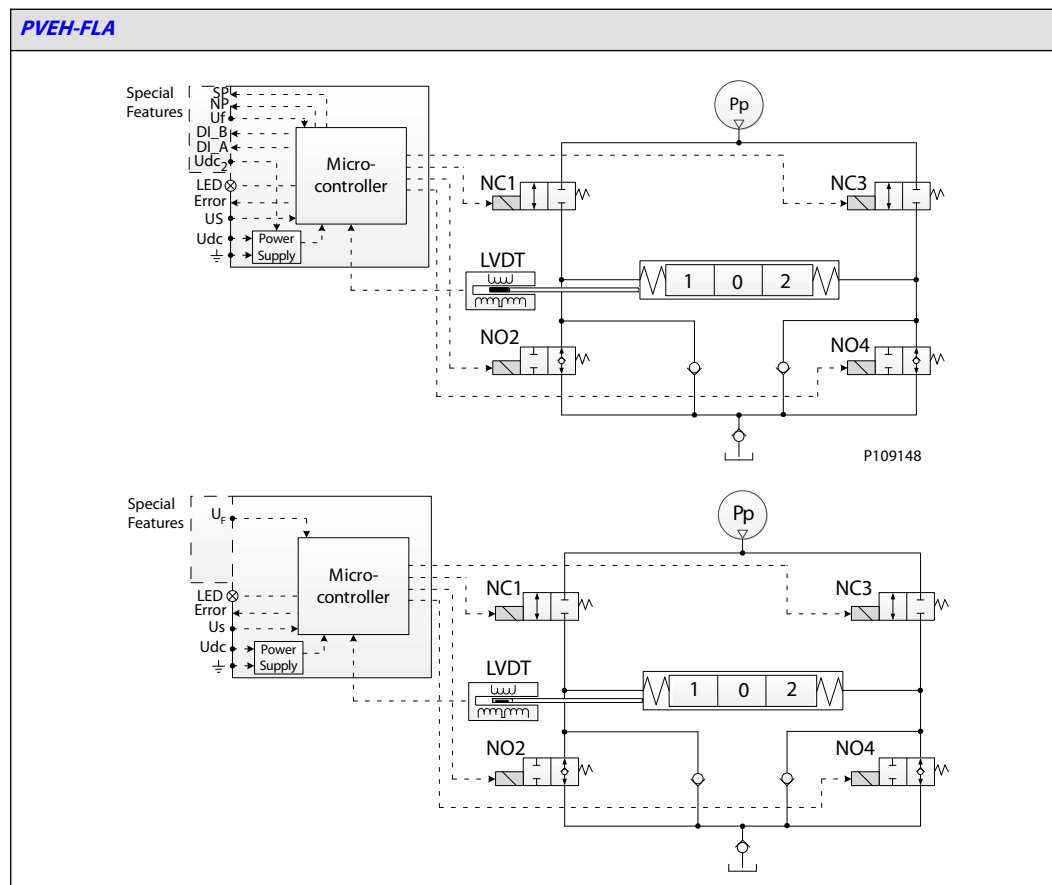 PVEH-FLA
Special
Features
SP
NP
Uf
DI_B
DI_A
Udc2
LED
Error
US
Udc
Micro-
controller
Power
Supply
Pp
NC1
NC3
LVDT
1 0 2
NO2
NO4
P109148
Special
Features
UF
LED
Error
Us
Udc
Micro-
controller
Power
Supply
Pp
NC1
NC3
LVDT
1 0 2
NO2
NO4